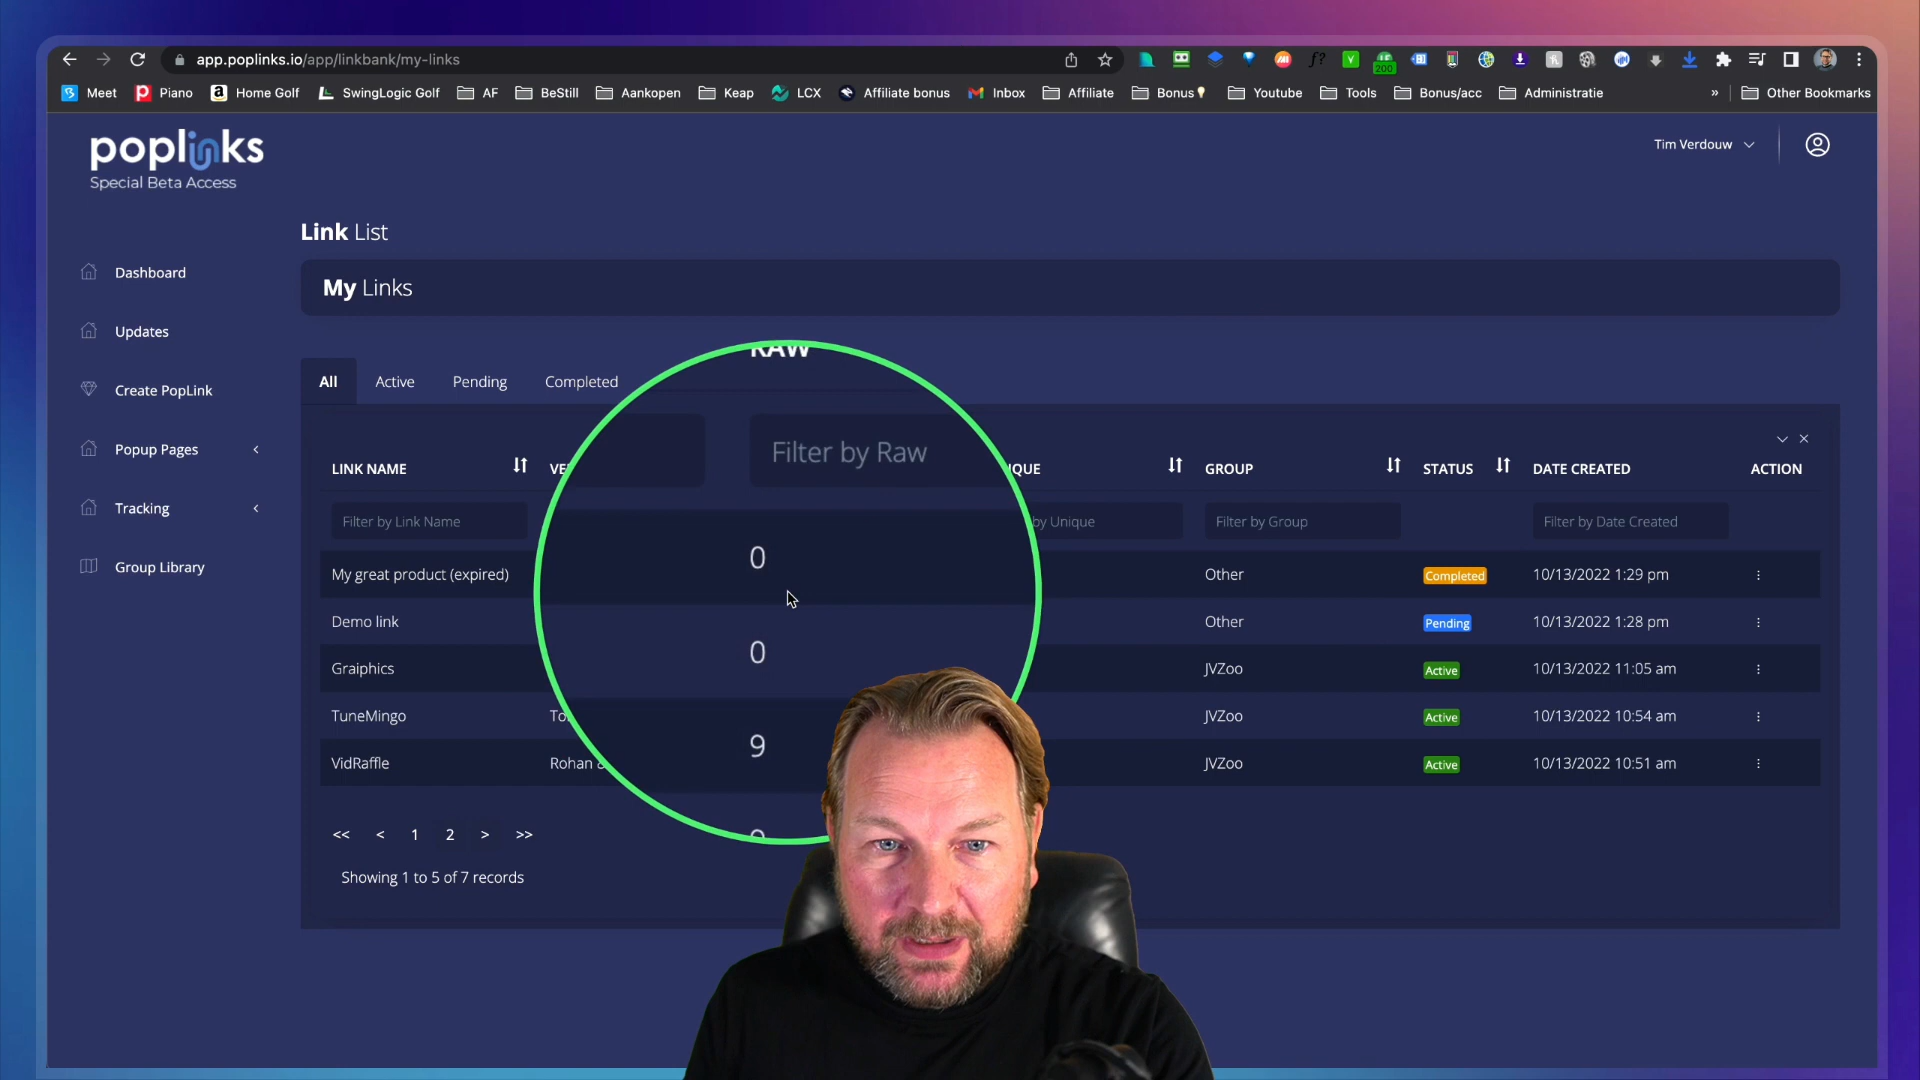 app.poplinks.io/app/linkbank/my-links
200
Meet Piano Home Golf SwingLogic Golf AF BeStill Aankopen Keap LCX Affiliate bonus Inbox Affiliate Bonus Youtube Tools Bonus/acc Administratie » Other Bookmarks
poplinks
Special Beta Access
Tim Verdouw
Link List
Dashboard
Updates
Create PopLink
Popup Pages
Tracking
Group Library
My Links
All Active Pending Completed
RAW
Filter by Raw
LINK NAME GROUP STATUS DATE CREATED ACTION
Filter by Link Name by Unique Filter by Group Filter by Date Created
0
My great product (expired) Other Completed 10/13/2022 1:29 pm
Demo link Other Pending 10/13/2022 1:28 pm
0
Graiphics JVZoo Active 10/13/2022 11:05 am
TuneMingo JVZoo Active 10/13/2022 10:54 am
9
VidRaffle Rohan JVZoo Active 10/13/2022 10:51 am
<< < 1 2 > >>
Showing 1 to 5 of 7 records